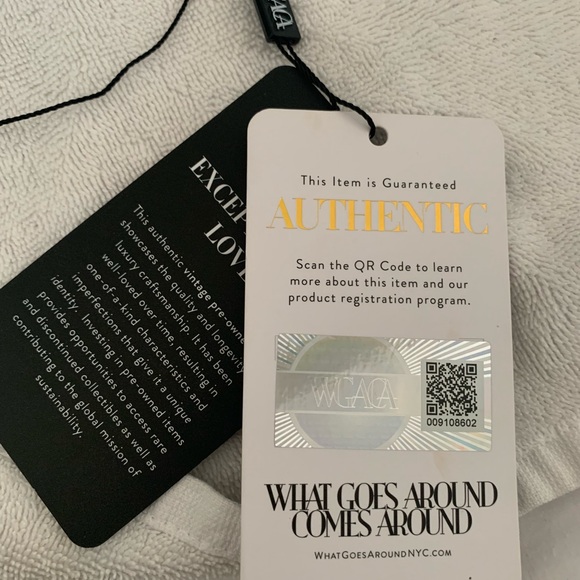 WGACA
EXCEP
LOVE
This authentic vintage pre-owne
showcases the quality and longevity
luxury craftsmanship. It has been
well-loved over time, resulting in
one-of-a-kind characteristics and
imperfections that give it a unique
identity. Investing in pre-owned items
provides opportunities to access rare
and discontinued collectibles as well as
contributing to the global mission of
sustainability.
This Item is Guaranteed
AUTHENTIC
Scan the QR Code to learn
more about this item and our
product registration program.
WGACA
009108602
WHAT GOES AROUND
COMES AROUND
WHATGOESAROUNDNYC.COM